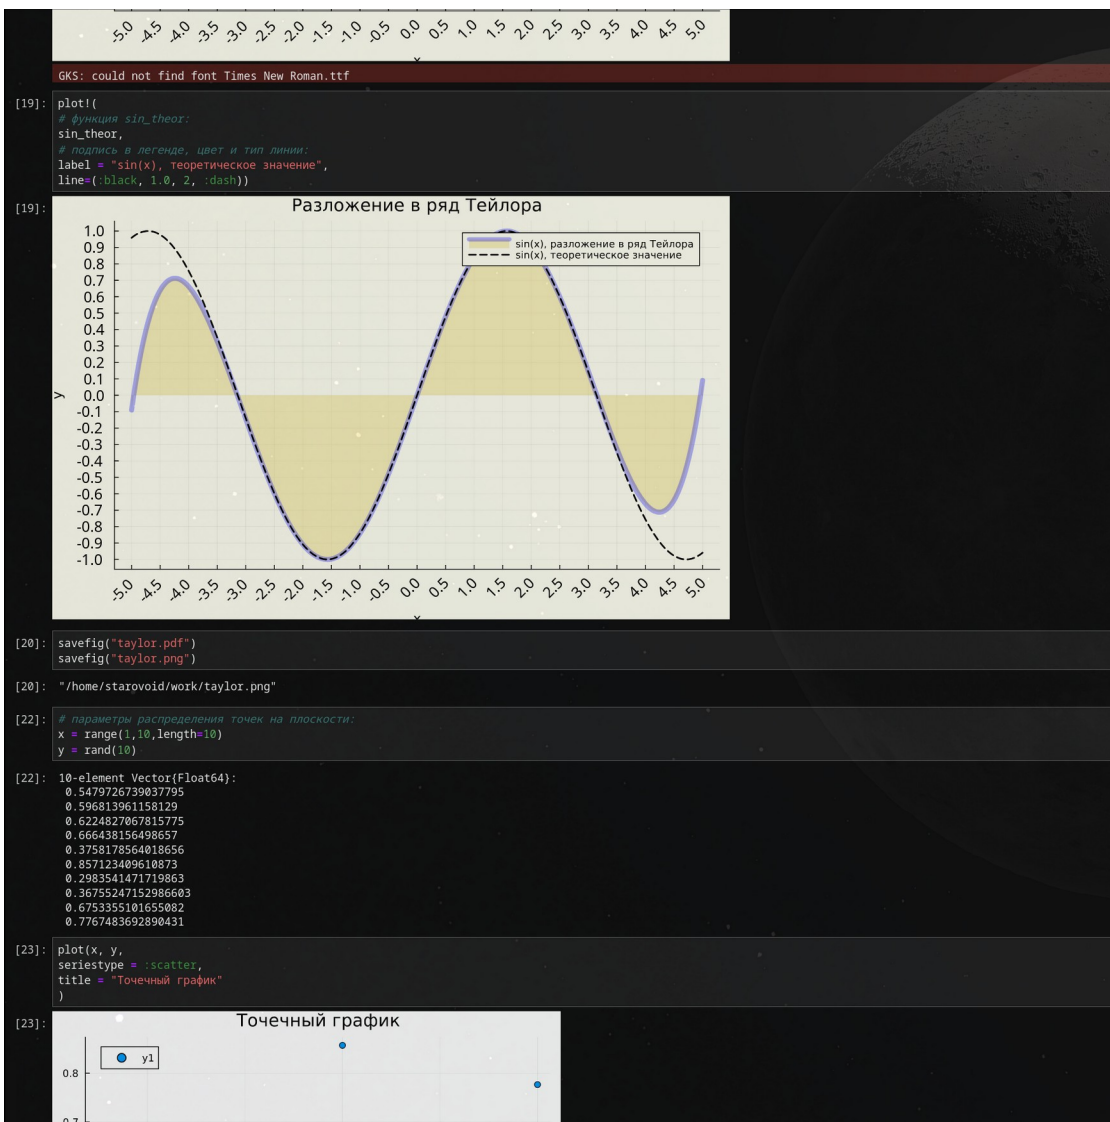 -5.0 -4.5 -4.0 -3.5 -3.0 -2.5 -2.0 -1.5 -1.0 -0.5 0.0 0.5 1.0 1.5 2.0 2.5 3.0 3.5 4.0 4.5 5.0
x
GKS: could not find font Times New Roman.ttf
[19]: plot!(
# функция sin_theor:
sin_theor,
# подпись в легенде, цвет и тип линии:
label = "sin(x), теоретическое значение",
line=(:black, 1.0, 2, :dash))
[19]:
Разложение в ряд Тейлора
sin(x), разложение в ряд Тейлора
sin(x), теоретическое значение
1.0
0.9
0.8
0.7
0.6
0.5
0.4
0.3
0.2
0.1
0.0
-0.1
-0.2
-0.3
-0.4
-0.5
-0.6
-0.7
-0.8
-0.9
-1.0
y
-5.0 -4.5 -4.0 -3.5 -3.0 -2.5 -2.0 -1.5 -1.0 -0.5 0.0 0.5 1.0 1.5 2.0 2.5 3.0 3.5 4.0 4.5 5.0
x
[20]: savefig("taylor.pdf")
savefig("taylor.png")
[20]: "/home/starovoid/work/taylor.png"
[22]: # параметры распределения точек на плоскости:
x = range(1,10,length=10)
y = rand(10)
[22]: 10-element Vector{Float64}:
0.5479726739037795
0.596813961158129
0.6224827067815775
0.666438156498657
0.3758178564018656
0.857123409610873
0.2983541471719863
0.36755247152986603
0.6753355101655082
0.7767483692890431
[23]: plot(x, y,
seriestype = :scatter,
title = "Точечный график"
)
[23]:
Точечный график
y1
0.8
0.7